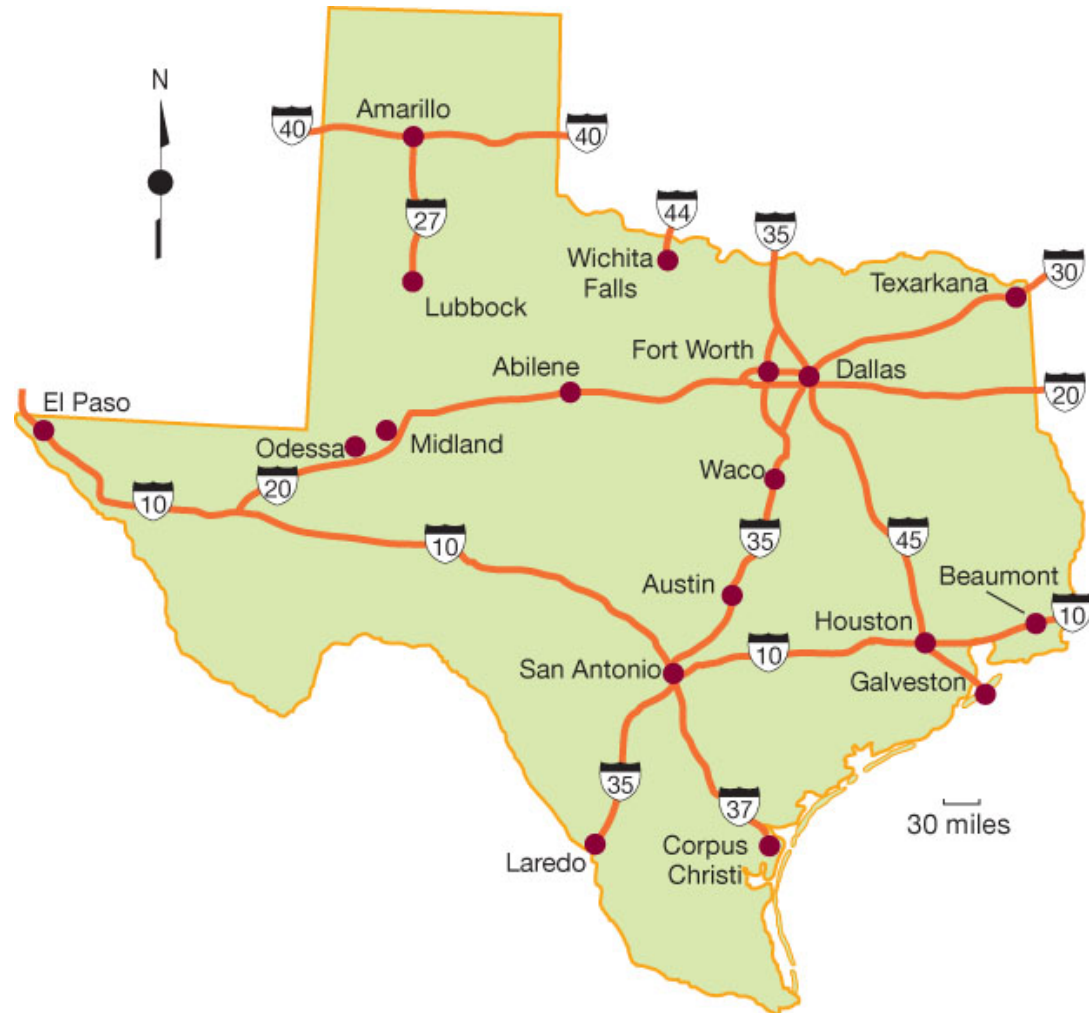 N
Amarillo
40
40
27
44
35
Wichita
Falls
Texarkana
30
Lubbock
Fort Worth
Dallas
Abilene
20
El Paso
Odessa
Midland
20
Waco
10
10
35
45
Beaumont
Austin
Houston
10
San Antonio
10
Galveston
35
37
30 miles
Laredo
Corpus
Christi